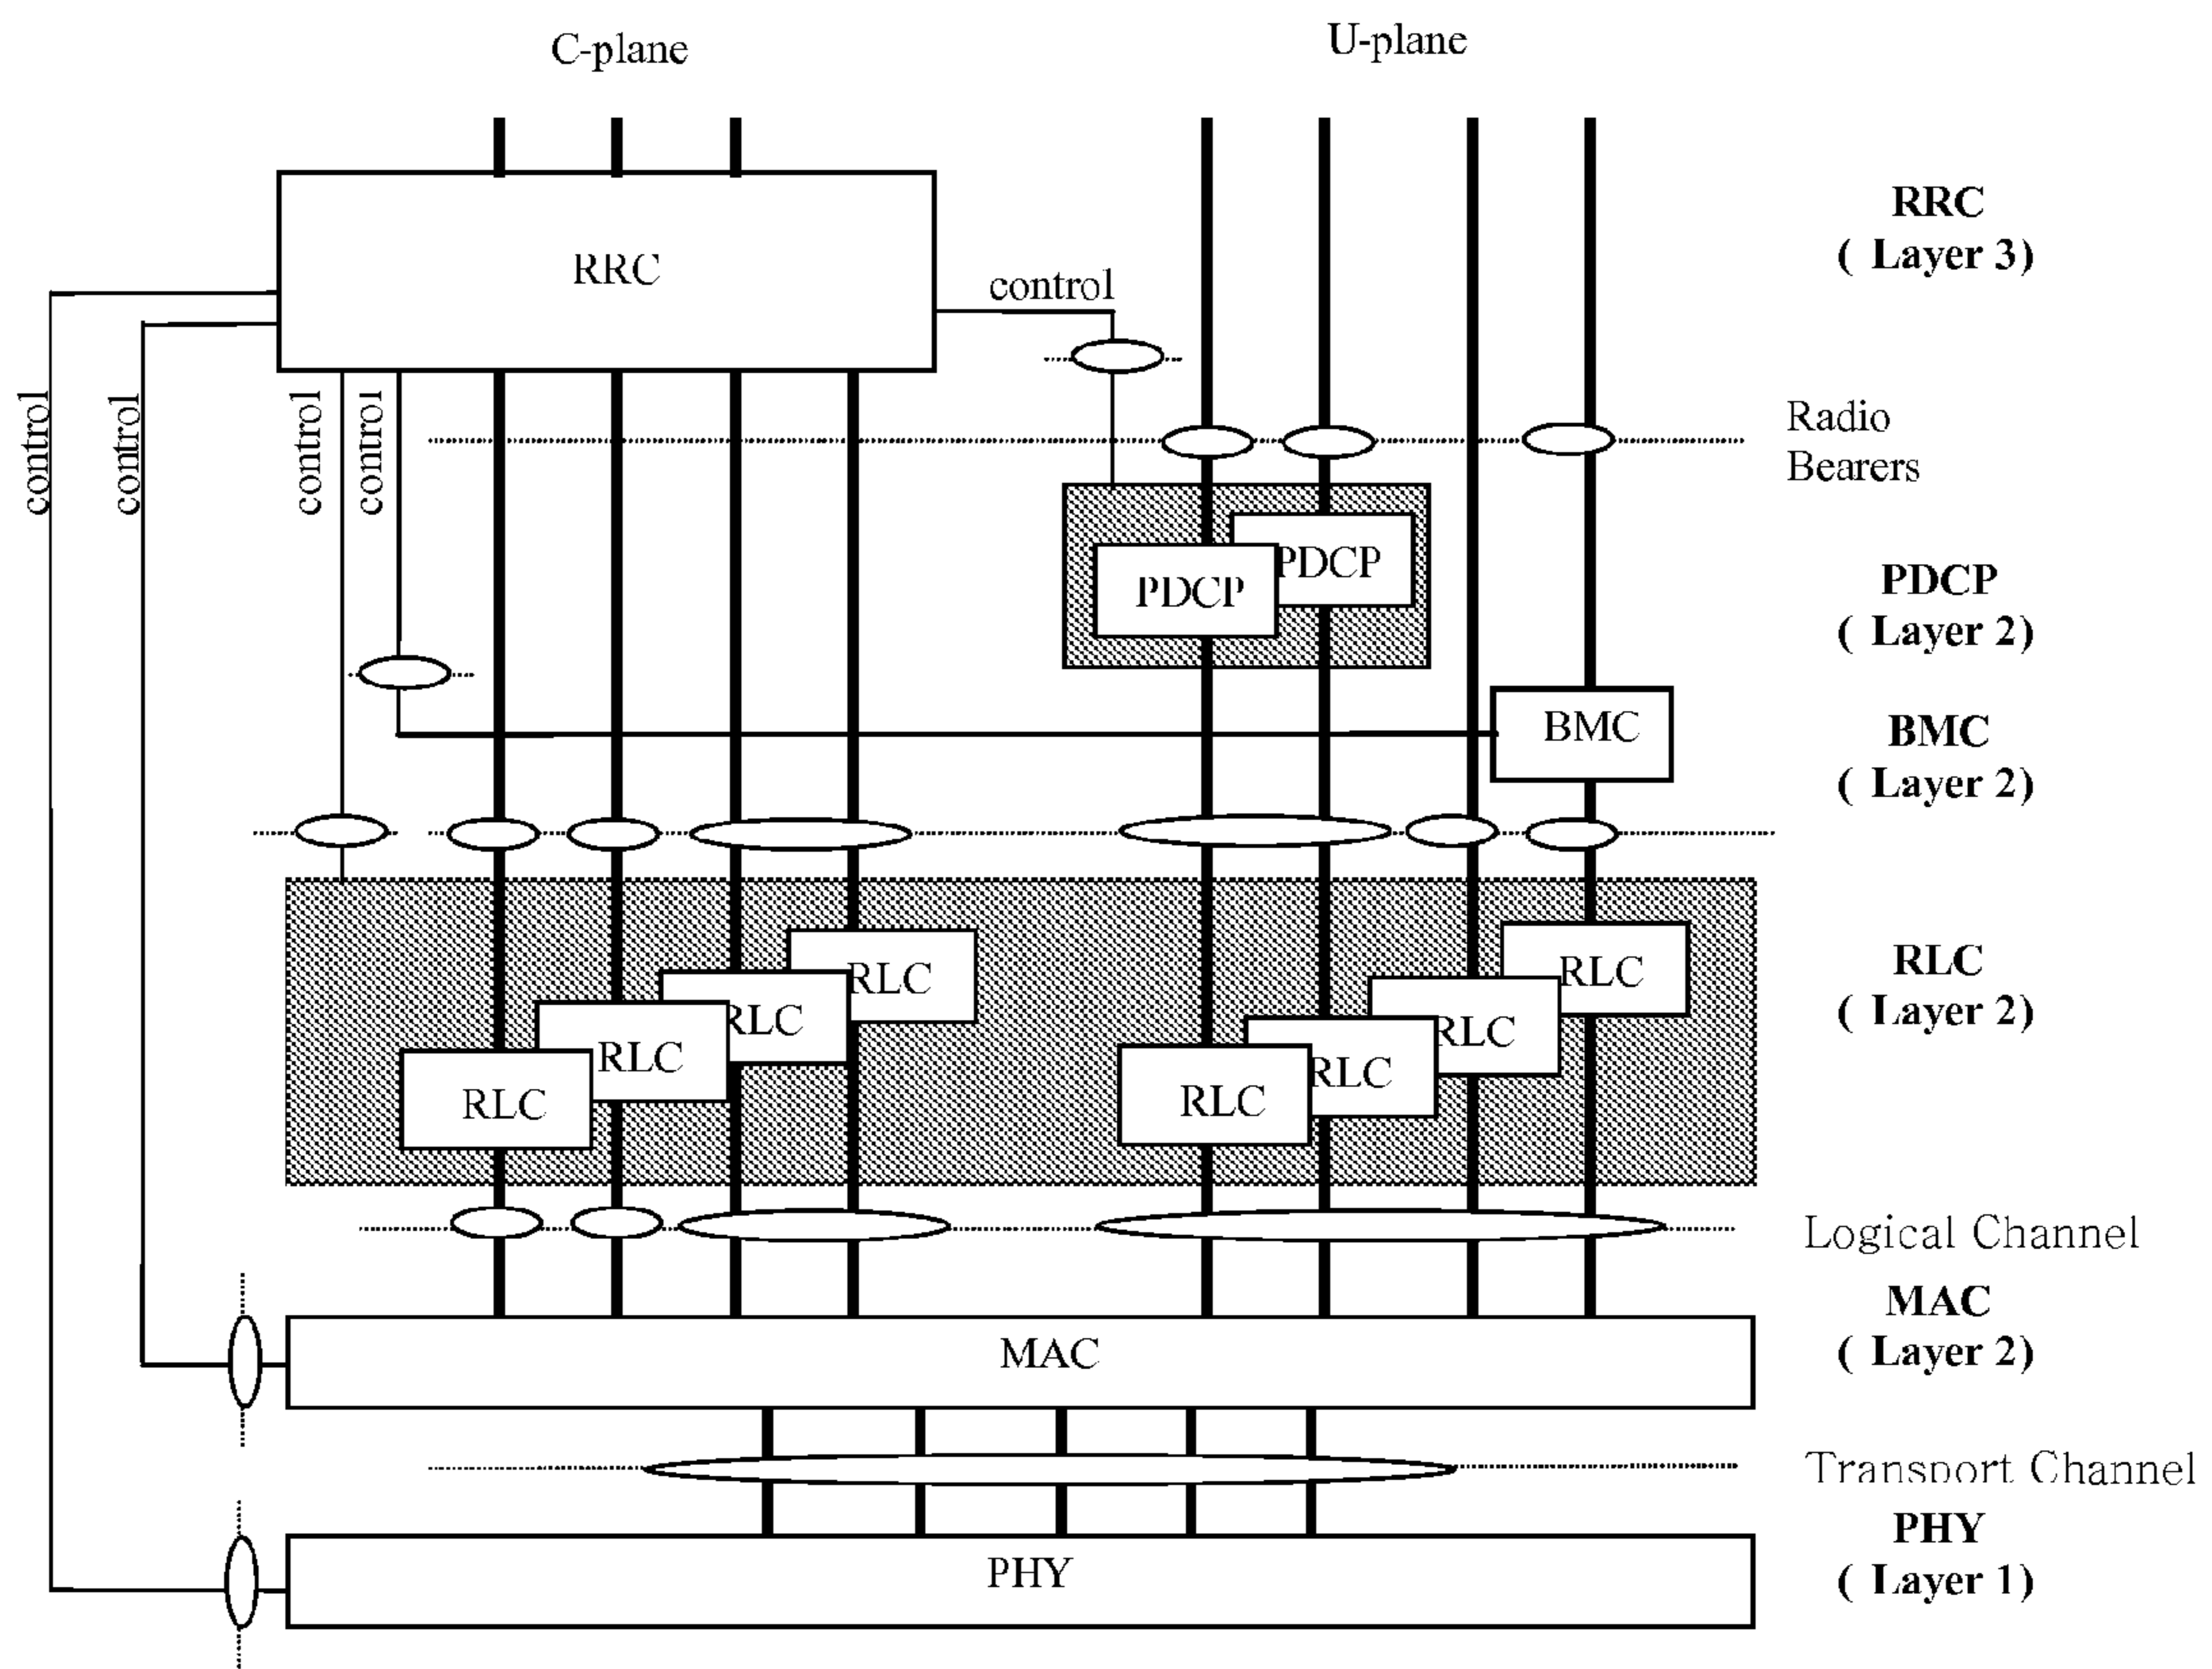 C-plane
U-plane
RRC
( Layer 3)
RRC
control
control
control
control
control
Radio
Bearers
PDCP
PDCP
PDCP
( Layer 2)
BMC
BMC
( Layer 2)
RLC
RLC
RLC
RLC
RLC
RLC
RLC
RLC
RLC
( Layer 2)
Logical Channel
MAC
MAC
( Layer 2)
Transport Channel
PHY
PHY
( Layer 1)